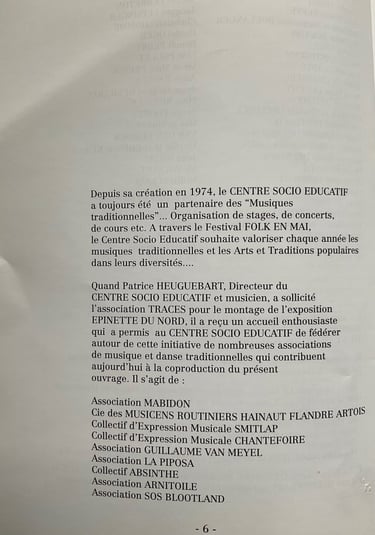 Depuis sa création en 1974, le CENTRE SOCIO EDUCATIF
a toujours été un partenaire des "Musiques
traditionnelles"... Organisation de stages, de concerts,
de cours etc. A travers le Festival FOLK EN MAI,
le Centre Socio Educatif souhaite valoriser chaque année les
musiques traditionnelles et les Arts et Traditions populaires
dans leurs diversités....
Quand Patrice HEUGUEBART, Directeur du
CENTRE SOCIO EDUCATIF et musicien, a sollicité
l'association TRACES pour le montage de l'exposition
EPINETTE DU NORD, il a reçu un accueil enthousiaste
qui a permis au CENTRE SOCIO EDUCATIF de fédérer
autour de cette initiative de nombreuses associations
de musique et danse traditionnelles qui contribuent
aujourd'hui à la coproduction du présent
ouvrage. Il s'agit de :
Association MABIDON
Cie des MUSICENS ROUTINIERS HAINAUT FLANDRE ARTOIS
Collectif d'Expression Musicale SMITLAP
Collectif d'Expression Musicale CHANTEFOIRE
Association GUILLAUME VAN MEYEL
Association LA PIPOSA
Collectif ABSINTHE
Association ARNITOILE
Association SOS BLOOTLAND
- 6 -